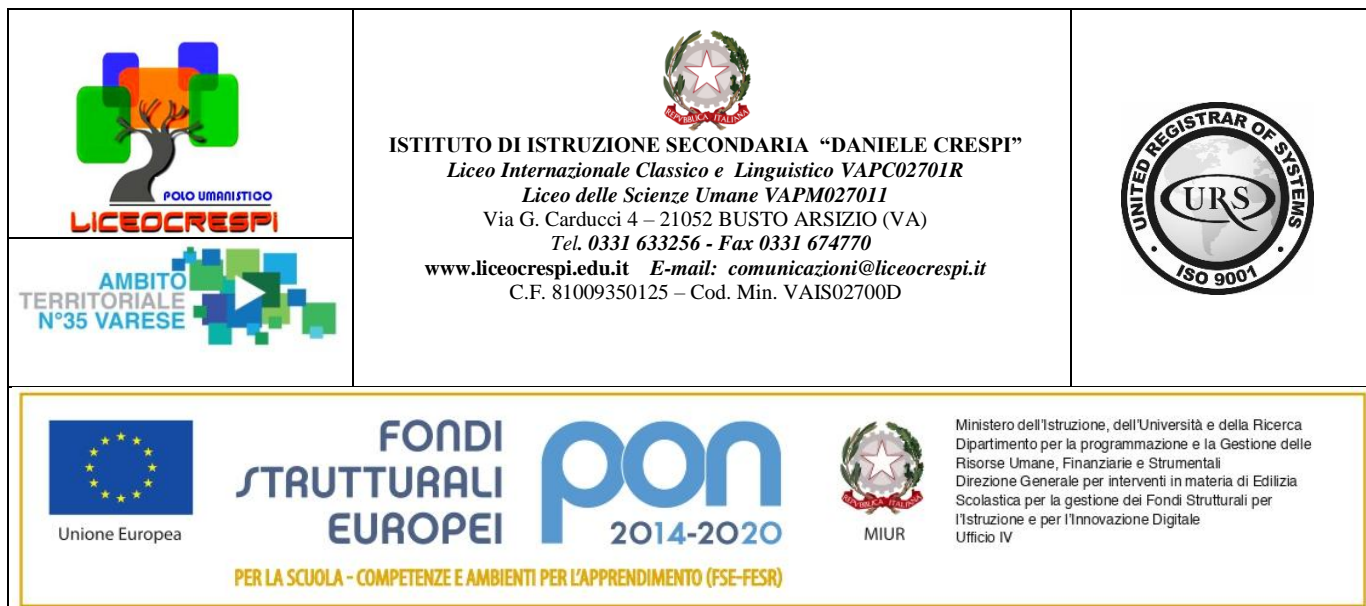 POLO UMANISTICO
LICEOCRESPI
AMBITO
TERRITORIALE
N°35 VARESE
REPVBBLICA ITALIANA
ISTITUTO DI ISTRUZIONE SECONDARIA “DANIELE CRESPI”
Liceo Internazionale Classico e Linguistico VAPC02701R
Liceo delle Scienze Umane VAPM027011
Via G. Carducci 4 – 21052 BUSTO ARSIZIO (VA)
Tel. 0331 633256 - Fax 0331 674770
www.liceocrespi.edu.it E-mail: comunicazioni@liceocrespi.it
C.F. 81009350125 – Cod. Min. VAIS02700D
UNITED REGISTRAR OF SYSTEMS
URS
ISO 9001
Unione Europea
FONDI
STRUTTURALI
EUROPEI
pon
2014-2020
PER LA SCUOLA - COMPETENZE E AMBIENTI PER L'APPRENDIMENTO (FSE-FESR)
REPVBBLICA ITALIANA
MIUR
Ministero dell'Istruzione, dell'Università e della Ricerca
Dipartimento per la programmazione e la Gestione delle
Risorse Umane, Finanziarie e Strumentali
Direzione Generale per interventi in materia di Edilizia
Scolastica per la gestione dei Fondi Strutturali per
l'Istruzione e per l'Innovazione Digitale
Ufficio IV